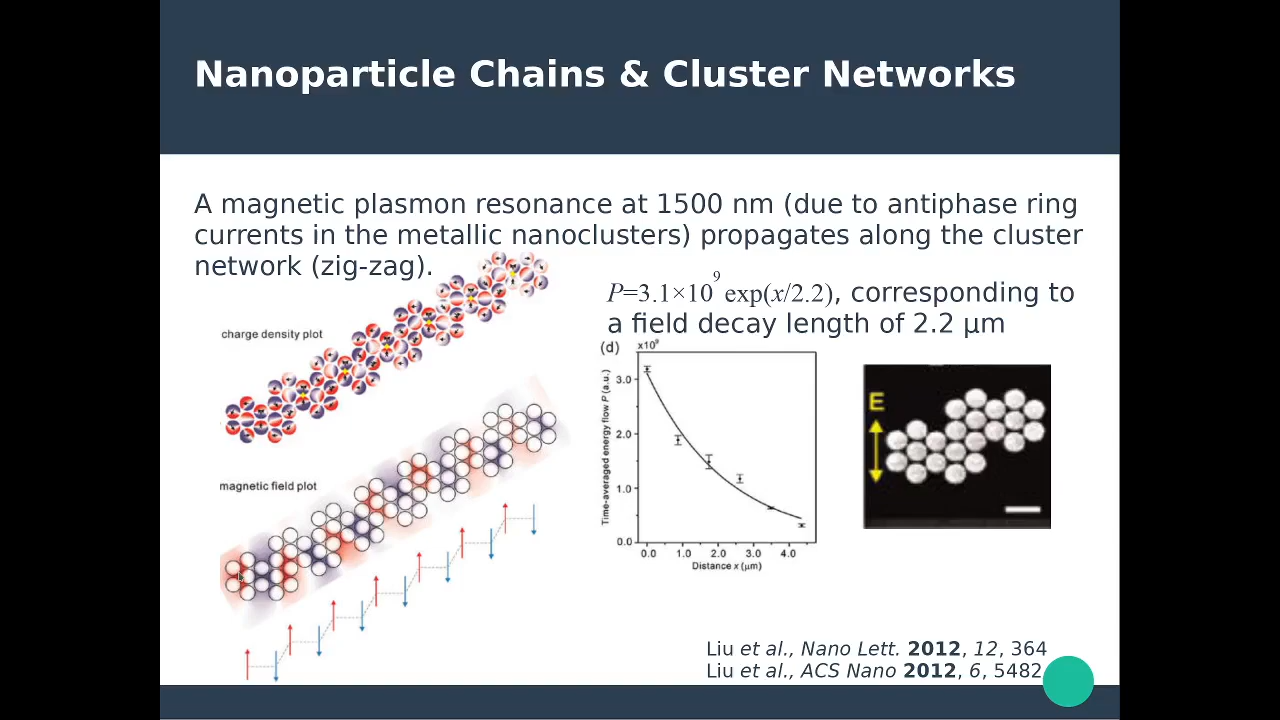 Nanoparticle Chains & Cluster Networks
A magnetic plasmon resonance at 1500 nm (due to antiphase ring
currents in the metallic nanoclusters) propagates along the cluster
network (zig-zag).
P=3.1×10⁹ exp(x/2.2), corresponding to
a field decay length of 2.2 μm
charge density plot
magnetic field plot
(d)
x10⁹
Time-averaged energy flow P (a.u.)
3.0
2.0
1.0
0.0
0.0 1.0 2.0 3.0 4.0
Distance x (μm)
E
Liu et al., Nano Lett. 2012, 12, 364
Liu et al., ACS Nano 2012, 6, 5482